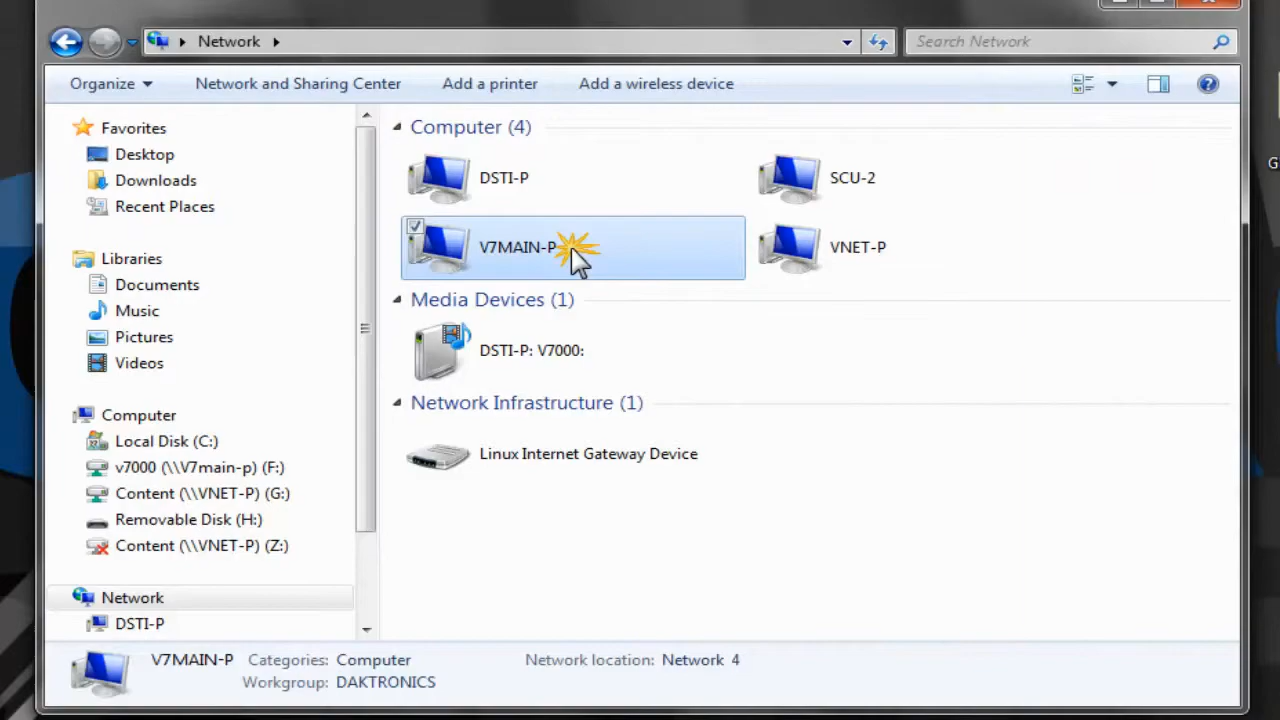 Network
Search Network
Organize
Network and Sharing Center
Add a printer
Add a wireless device
Favorites
Desktop
Downloads
Recent Places
Libraries
Documents
Music
Pictures
Videos
Computer
Local Disk (C:)
v7000 (\\V7main-p) (F:)
Content (\\VNET-P) (G:)
Removable Disk (H:)
Content (\\VNET-P) (Z:)
Network
DSTI-P
Computer (4)
DSTI-P
SCU-2
V7MAIN-P
VNET-P
Media Devices (1)
DSTI-P: V7000:
Network Infrastructure (1)
Linux Internet Gateway Device
V7MAIN-P Categories: Computer Network location: Network 4
Workgroup: DAKTRONICS
G